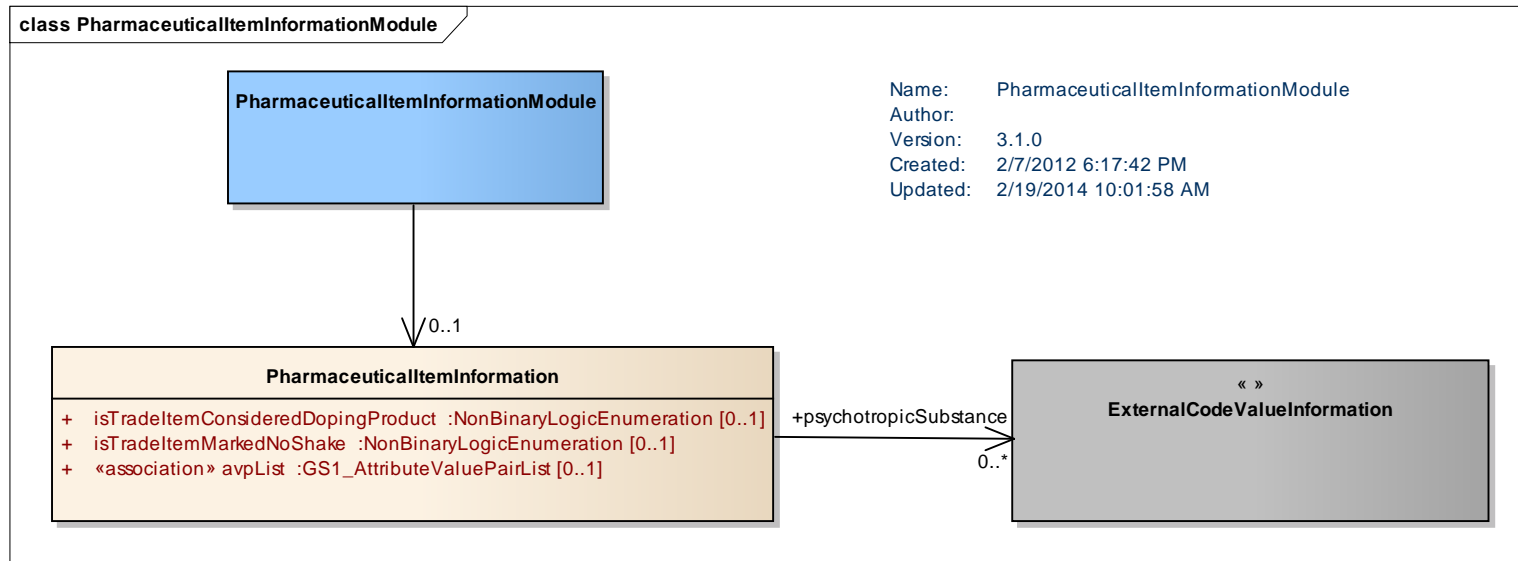 class PharmaceuticalItemInformationModule
PharmaceuticalItemInformationModule
Name: PharmaceuticalItemInformationModule
Author:
Version: 3.1.0
Created: 2/7/2012 6:17:42 PM
Updated: 2/19/2014 10:01:58 AM
0..1
PharmaceuticalItemInformation
+ isTradeItemConsideredDopingProduct :NonBinaryLogicEnumeration [0..1]
+ isTradeItemMarkedNoShake :NonBinaryLogicEnumeration [0..1]
+ «association» avpList :GS1_AttributeValuePairList [0..1]
+psychotropicSubstance
0..*
« »
ExternalCodeValueInformation